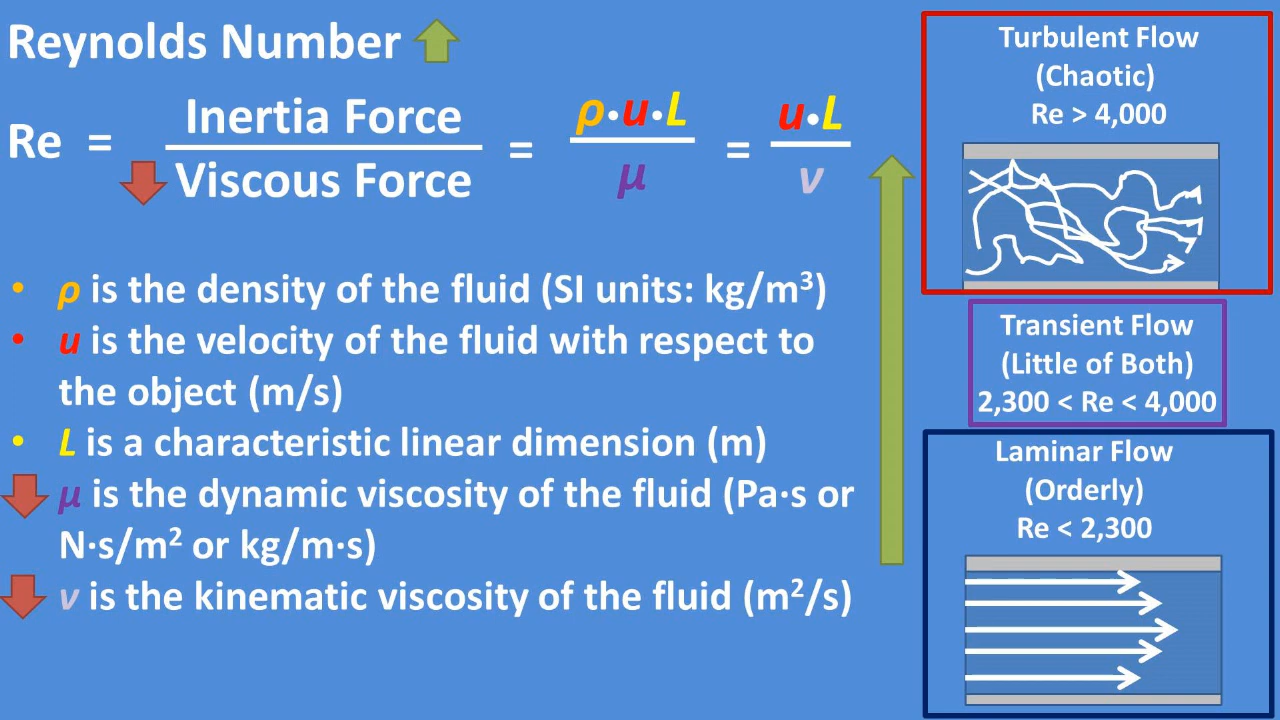 Reynolds Number
Re = Inertia Force / Viscous Force = ρ·u·L / μ = u·L / ν
• ρ is the density of the fluid (SI units: kg/m³)
• u is the velocity of the fluid with respect to
the object (m/s)
• L is a characteristic linear dimension (m)
μ is the dynamic viscosity of the fluid (Pa·s or
N·s/m² or kg/m·s)
ν is the kinematic viscosity of the fluid (m²/s)
Turbulent Flow
(Chaotic)
Re > 4,000
Transient Flow
(Little of Both)
2,300 < Re < 4,000
Laminar Flow
(Orderly)
Re < 2,300